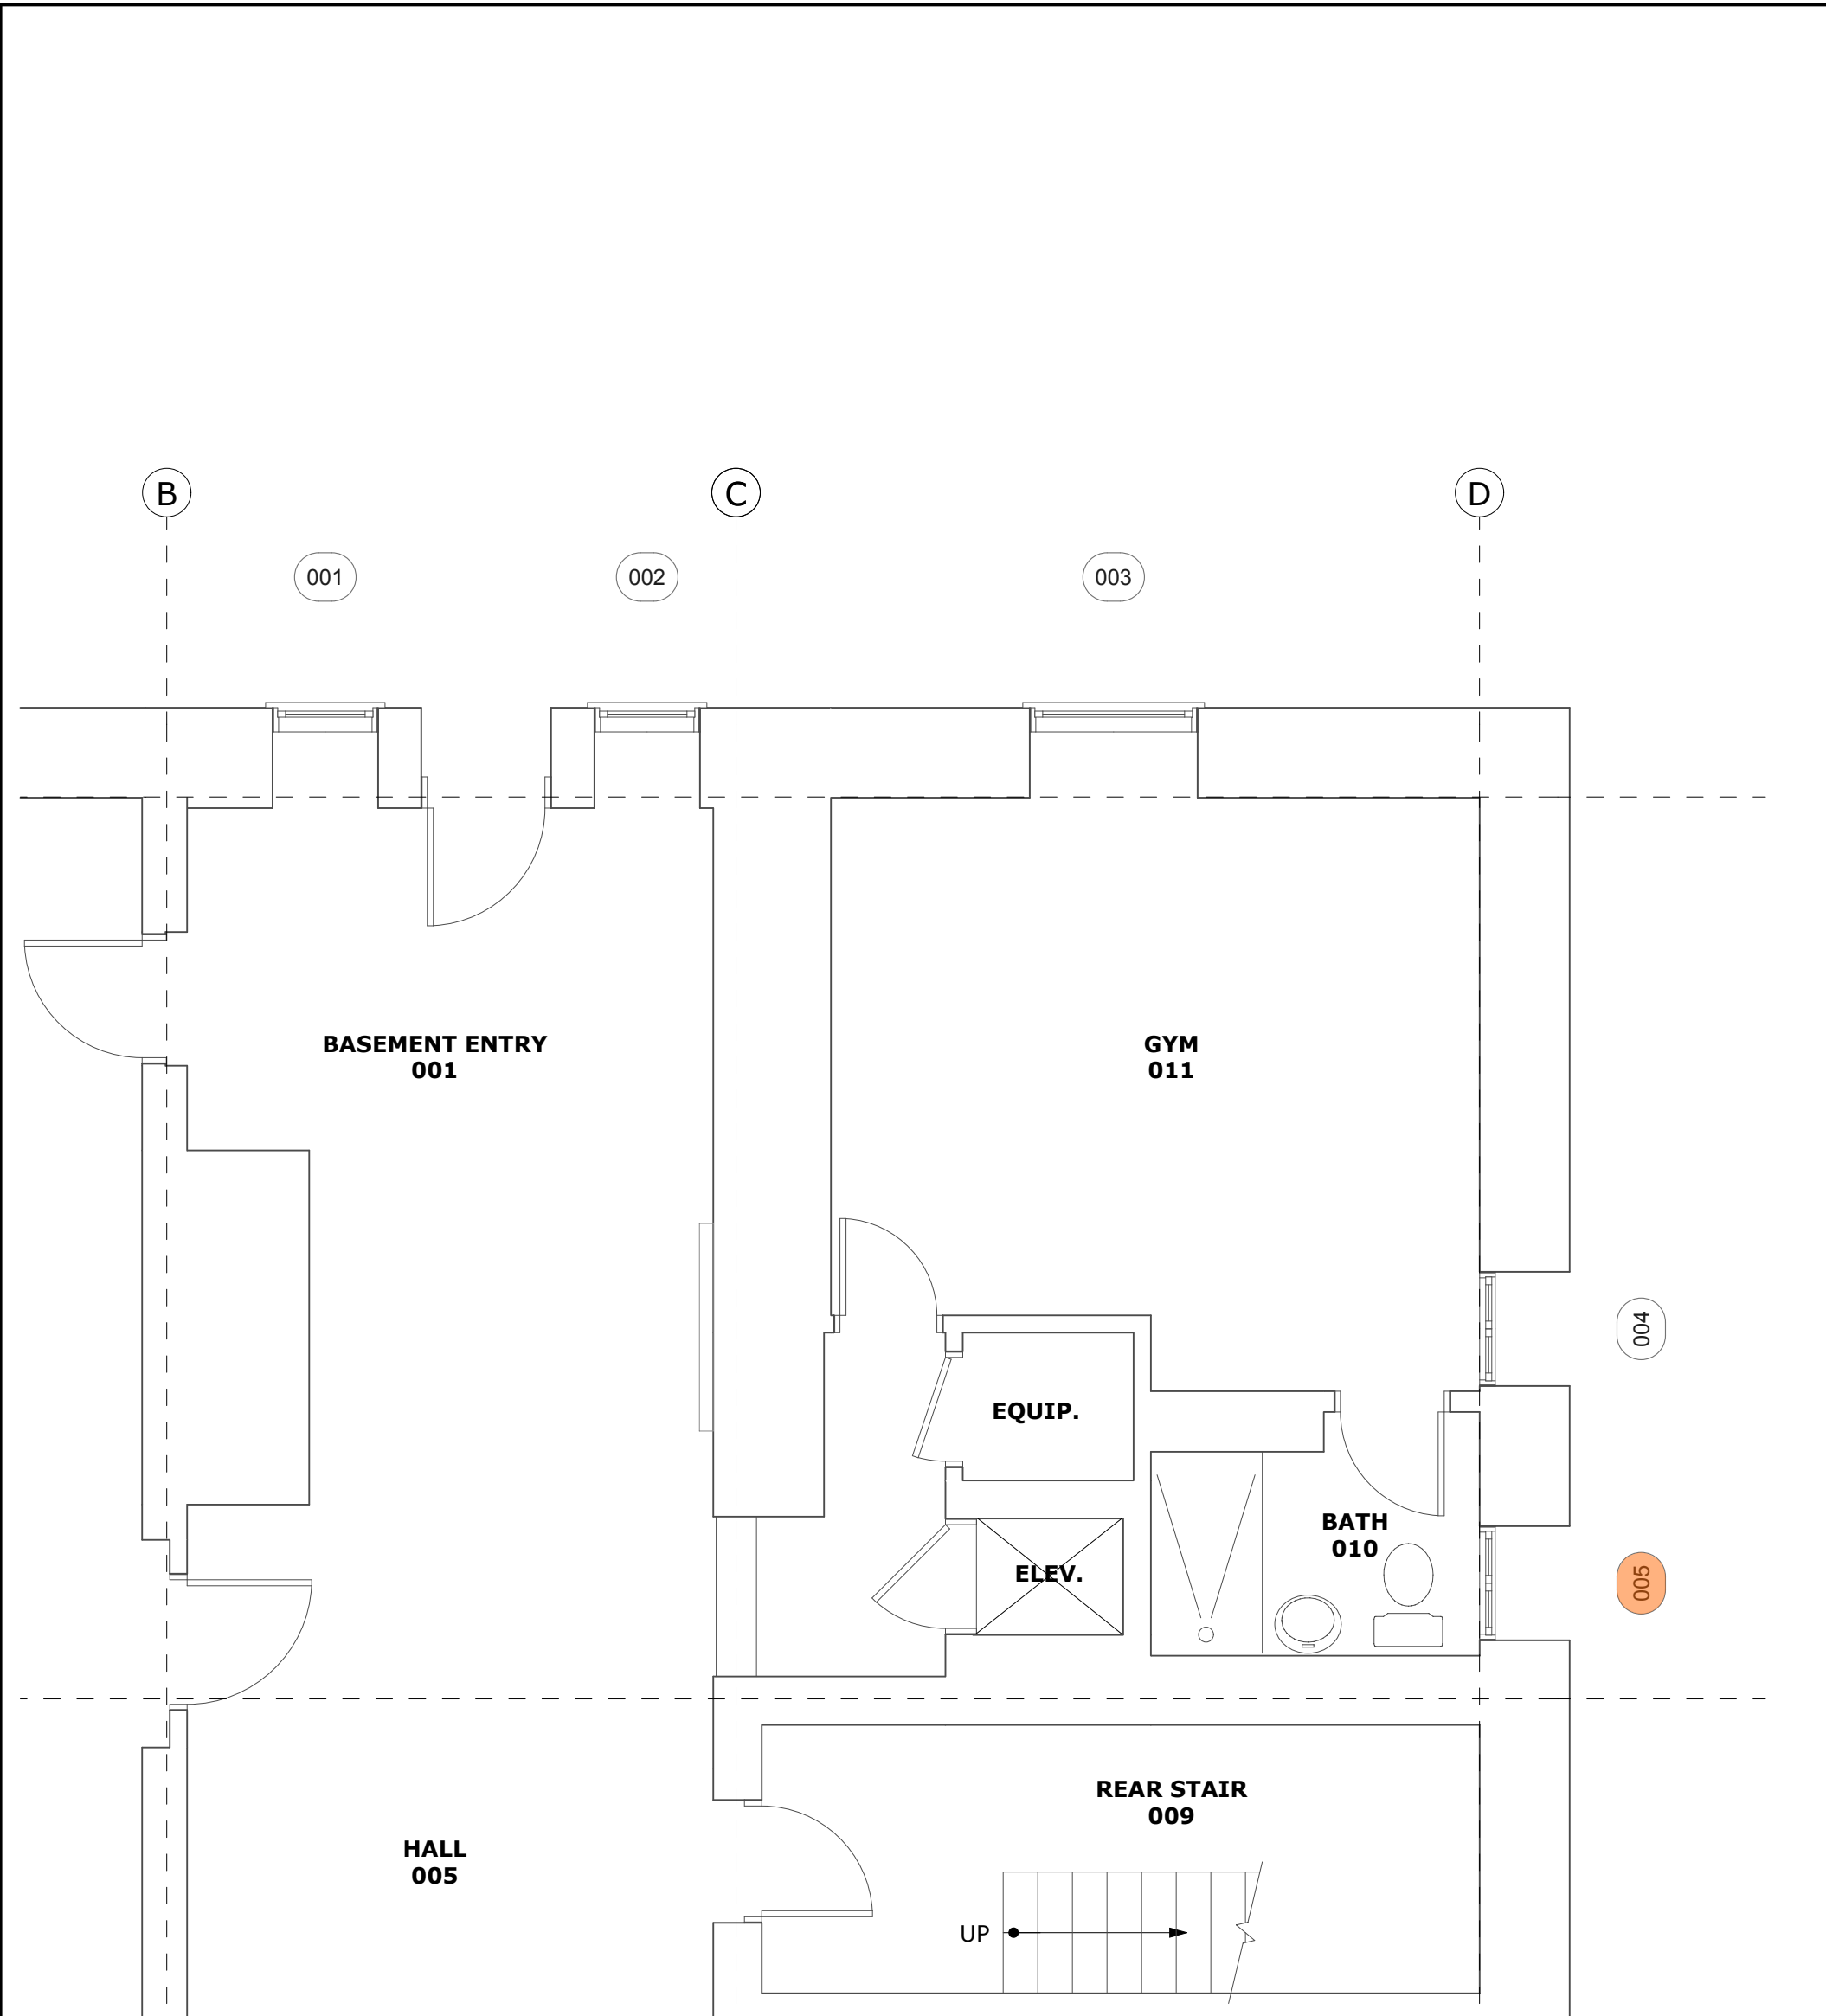 B
C
D
001
002
003
BASEMENT ENTRY
001
GYM
011
004
EQUIP.
BATH
010
ELEV.
005
REAR STAIR
009
HALL
005
UP